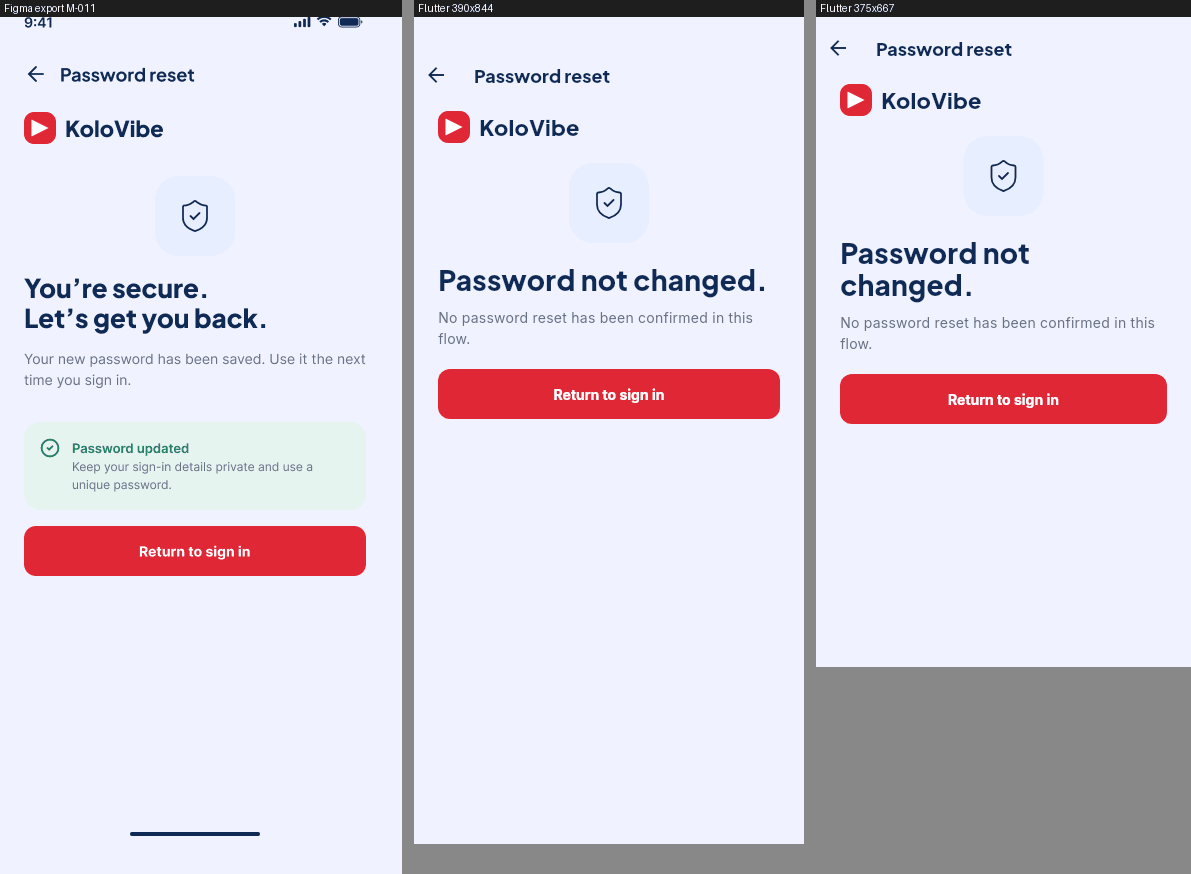 Figma export M-011
9:41
Password reset
KoloVibe
You’re secure.
Let’s get you back.
Your new password has been saved. Use it the next
time you sign in.
Password updated
Keep your sign-in details private and use a
unique password.
Return to sign in
Flutter 390x844
Password reset
KoloVibe
Password not changed.
No password reset has been confirmed in this
flow.
Return to sign in
Flutter 375x667
Password reset
KoloVibe
Password not
changed.
No password reset has been confirmed in this
flow.
Return to sign in